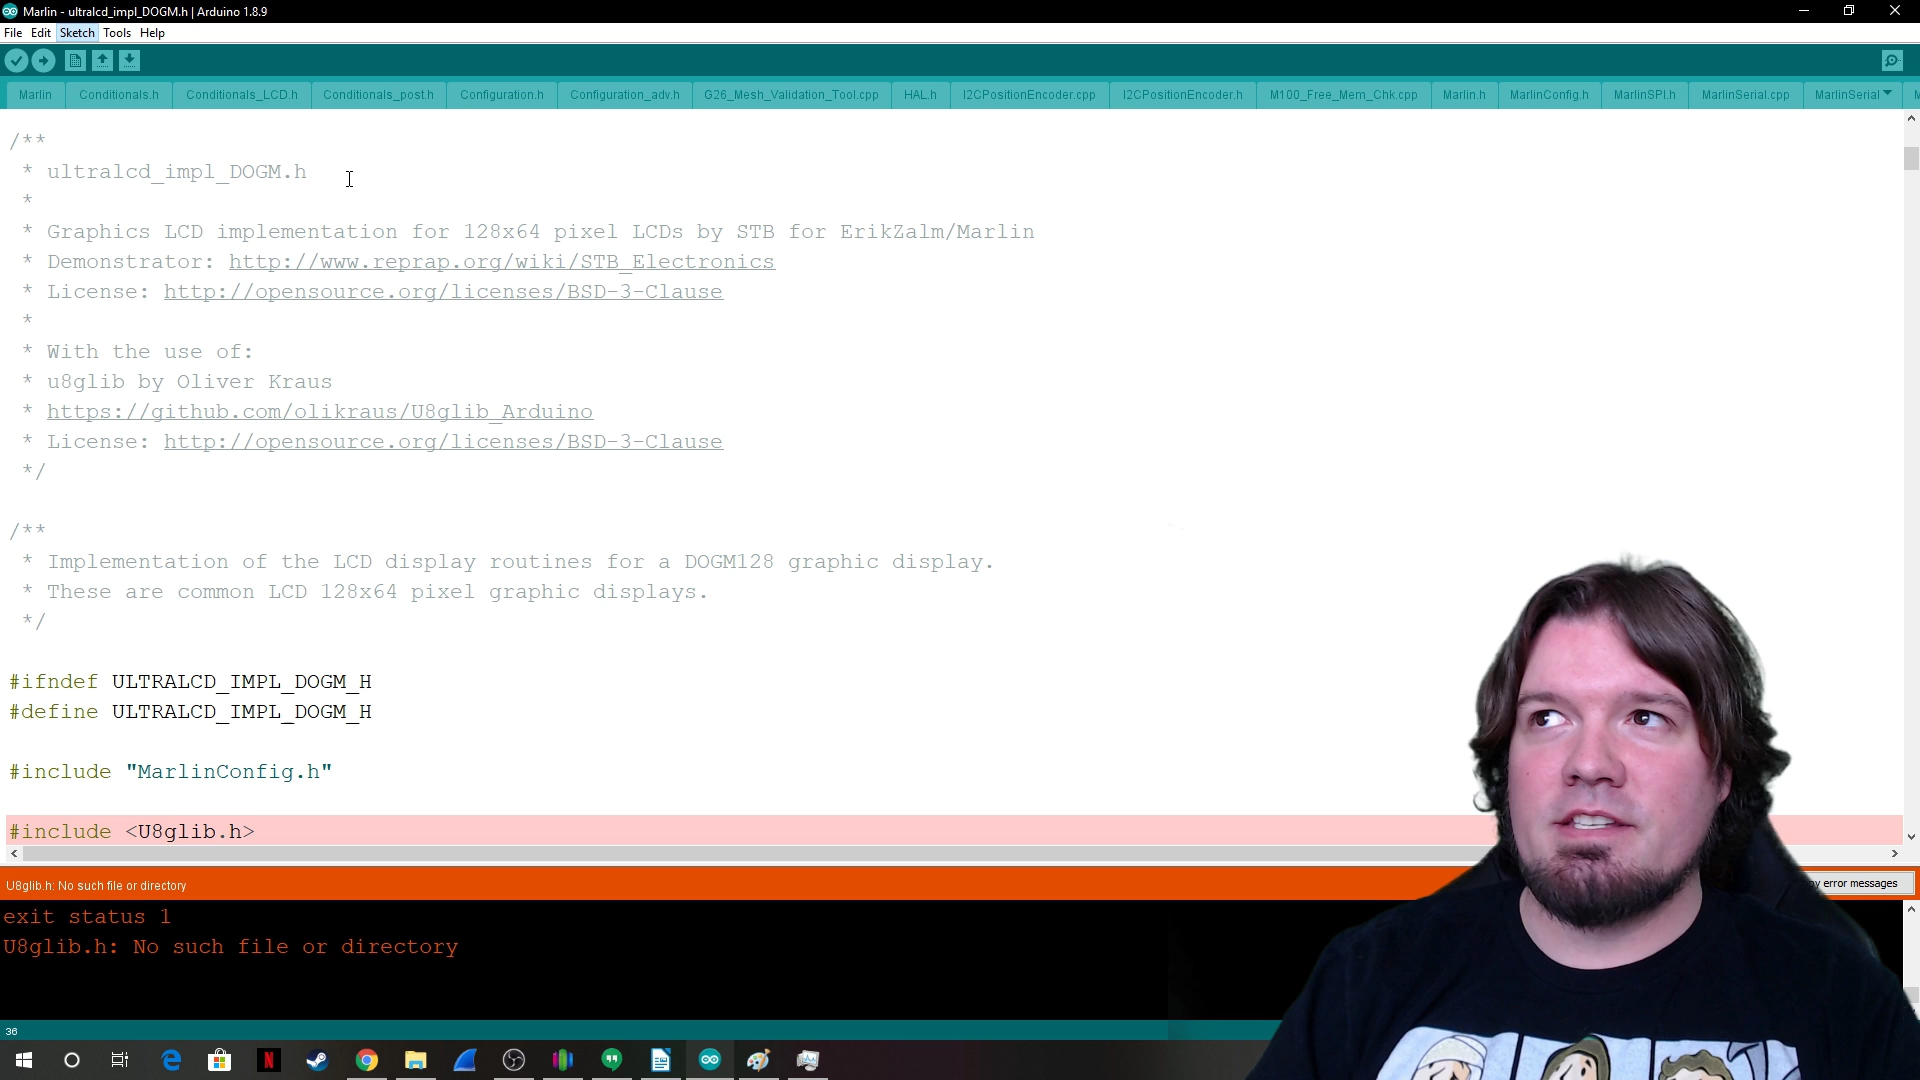 Marlin - ultralcd_impl_DOGM.h | Arduino 1.8.9
File Edit Sketch Tools Help
Marlin Conditionals.h Conditionals_LCD.h Conditionals_post.h Configuration.h Configuration_adv.h G26_Mesh_Validation_Tool.cpp HAL.h I2CPositionEncoder.cpp I2CPositionEncoder.h M100_Free_Mem_Chk.cpp Marlin.h MarlinConfig.h MarlinSPI.h MarlinSerial.cpp MarlinSerial
/**
* ultralcd_impl_DOGM.h
*
* Graphics LCD implementation for 128x64 pixel LCDs by STB for ErikZalm/Marlin
* Demonstrator: http://www.reprap.org/wiki/STB_Electronics
* License: http://opensource.org/licenses/BSD-3-Clause
*
* With the use of:
* u8glib by Oliver Kraus
* https://github.com/olikraus/U8glib_Arduino
* License: http://opensource.org/licenses/BSD-3-Clause
*/
/**
* Implementation of the LCD display routines for a DOGM128 graphic display.
* These are common LCD 128x64 pixel graphic displays.
*/
#ifndef ULTRALCD_IMPL_DOGM_H
#define ULTRALCD_IMPL_DOGM_H
#include "MarlinConfig.h"
#include <U8glib.h>
U8glib.h: No such file or directory
error messages
exit status 1
U8glib.h: No such file or directory
36